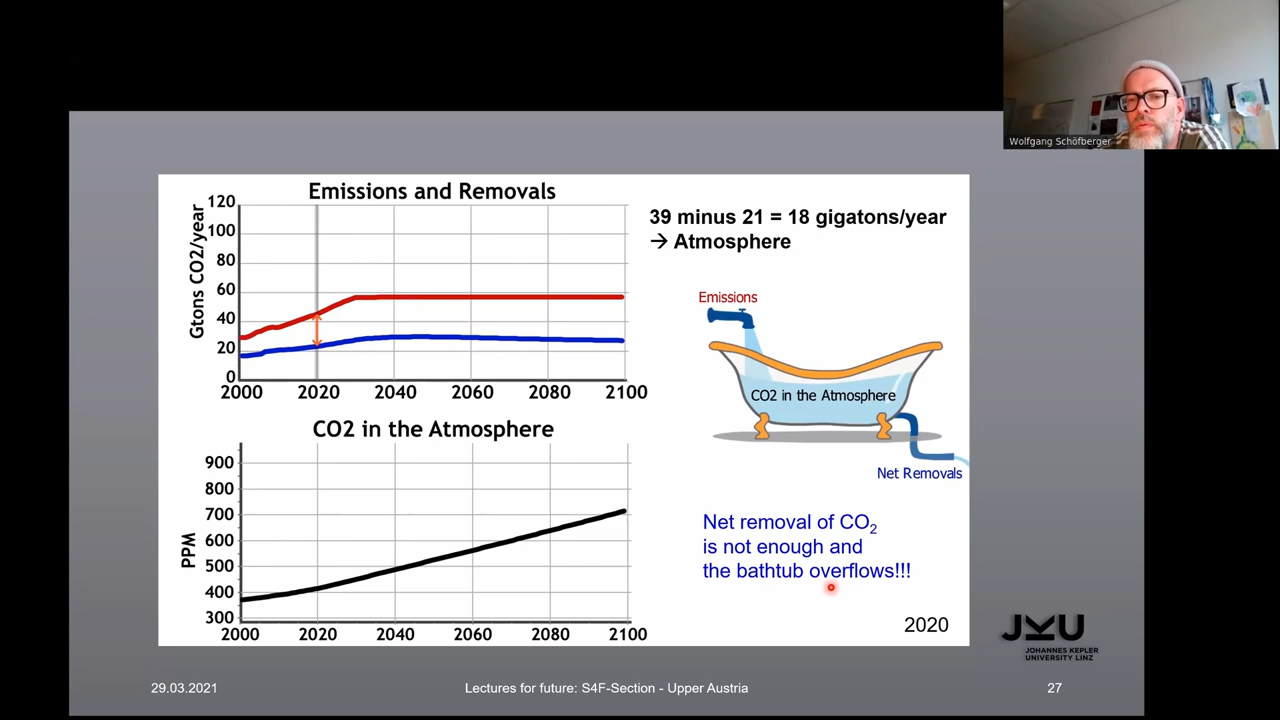 Wolfgang Schöfberger
Emissions and Removals
Gtons CO2/year
120
100
80
60
40
20
0
2000 2020 2040 2060 2080 2100
CO2 in the Atmosphere
PPM
900
800
700
600
500
400
300
2000 2020 2040 2060 2080 2100
39 minus 21 = 18 gigatons/year
→ Atmosphere
Emissions
CO2 in the Atmosphere
Net Removals
Net removal of CO₂
is not enough and
the bathtub overflows!!!
2020
JKU
JOHANNES KEPLER
UNIVERSITY LINZ
29.03.2021
Lectures for future: S4F-Section - Upper Austria
27